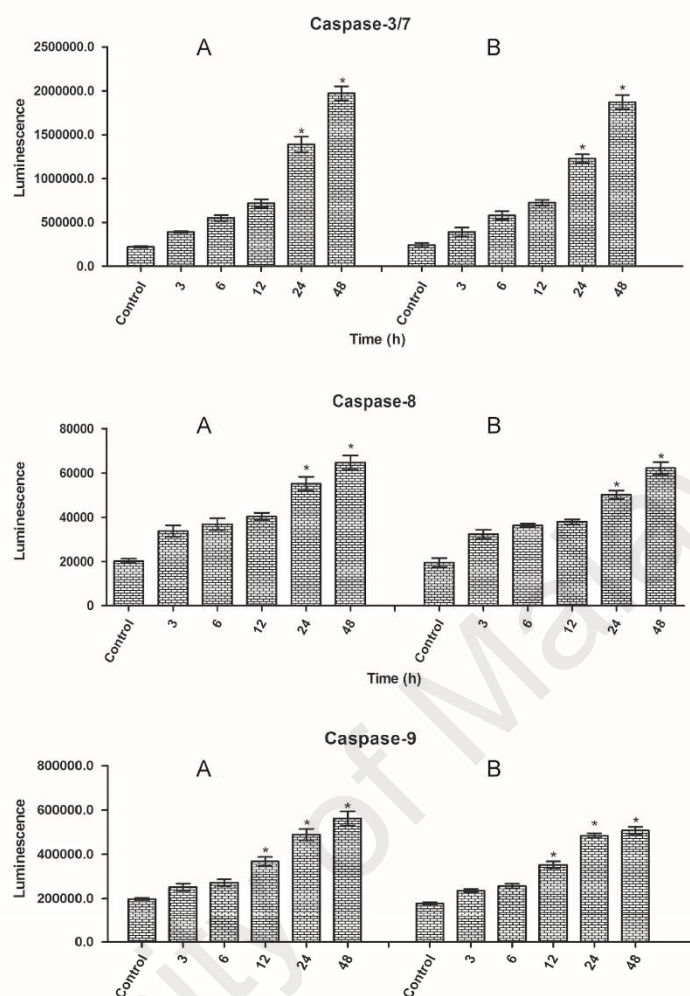 Caspase-3/7
A B
2500000.0
2000000.0
1500000.0
1000000.0
500000.0
0.0
Luminescence
* * * *
Control 3 6 12 24 48 Control 3 6 12 24 48
Time (h)
Caspase-8
A B
80000
60000
40000
20000
0
Luminescence
* * * *
Control 3 6 12 24 48 Control 3 6 12 24 48
Time (h)
Caspase-9
A B
800000.0
600000.0
400000.0
200000.0
0.0
Luminescence
* * * * * *
Control 3 6 12 24 48 Control 3 6 12 24 48
ity of Malay